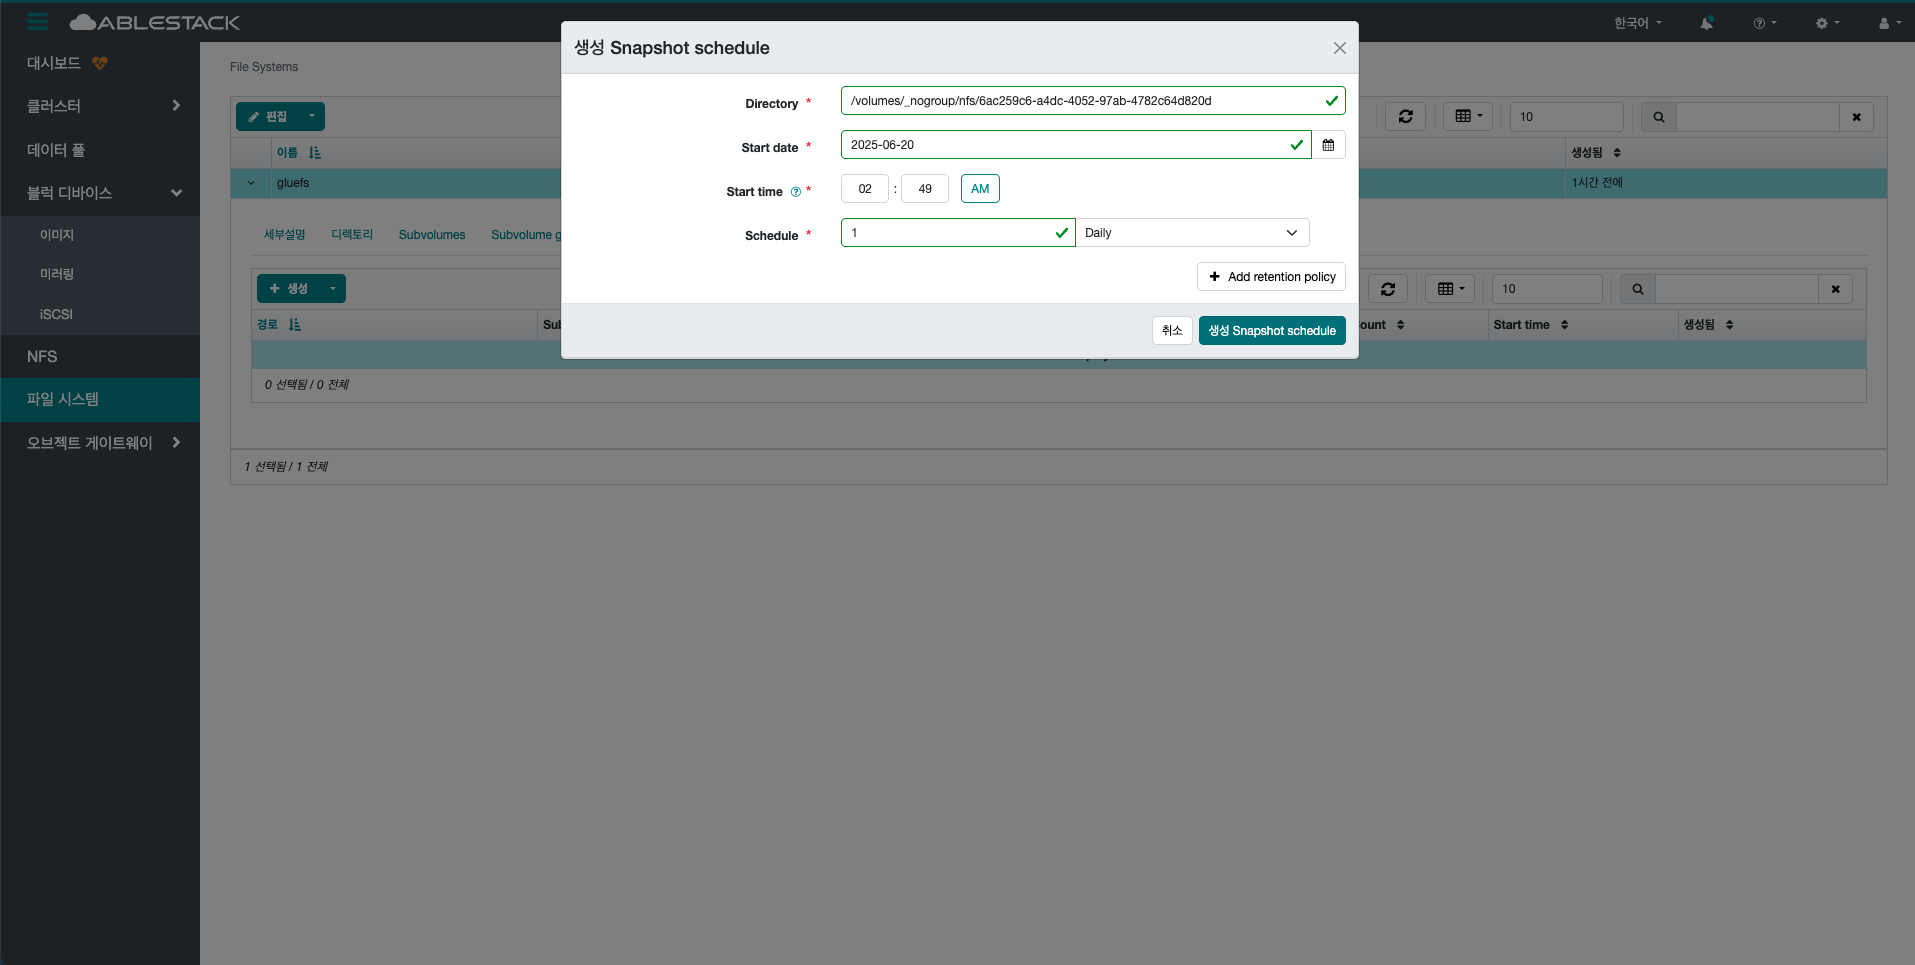 ABLESTACK
한국어
대시보드
클러스터
데이터 풀
블럭 디바이스
이미지
미러링
iSCSI
NFS
파일 시스템
오브젝트 게이트웨이
File Systems
편집
10
이름
생성됨
gluefs
1시간 전에
세부설명 디렉토리 Subvolumes Subvolume g
생성
10
경로 Sub ount Start time 생성됨
0 선택됨 / 0 전체
1 선택됨 / 1 전체
생성 Snapshot schedule
Directory *
/volumes/_nogroup/nfs/6ac259c6-a4dc-4052-97ab-4782c64d820d
Start date *
2025-06-20
Start time *
02 : 49 AM
Schedule *
1 Daily
Add retention policy
취소 생성 Snapshot schedule